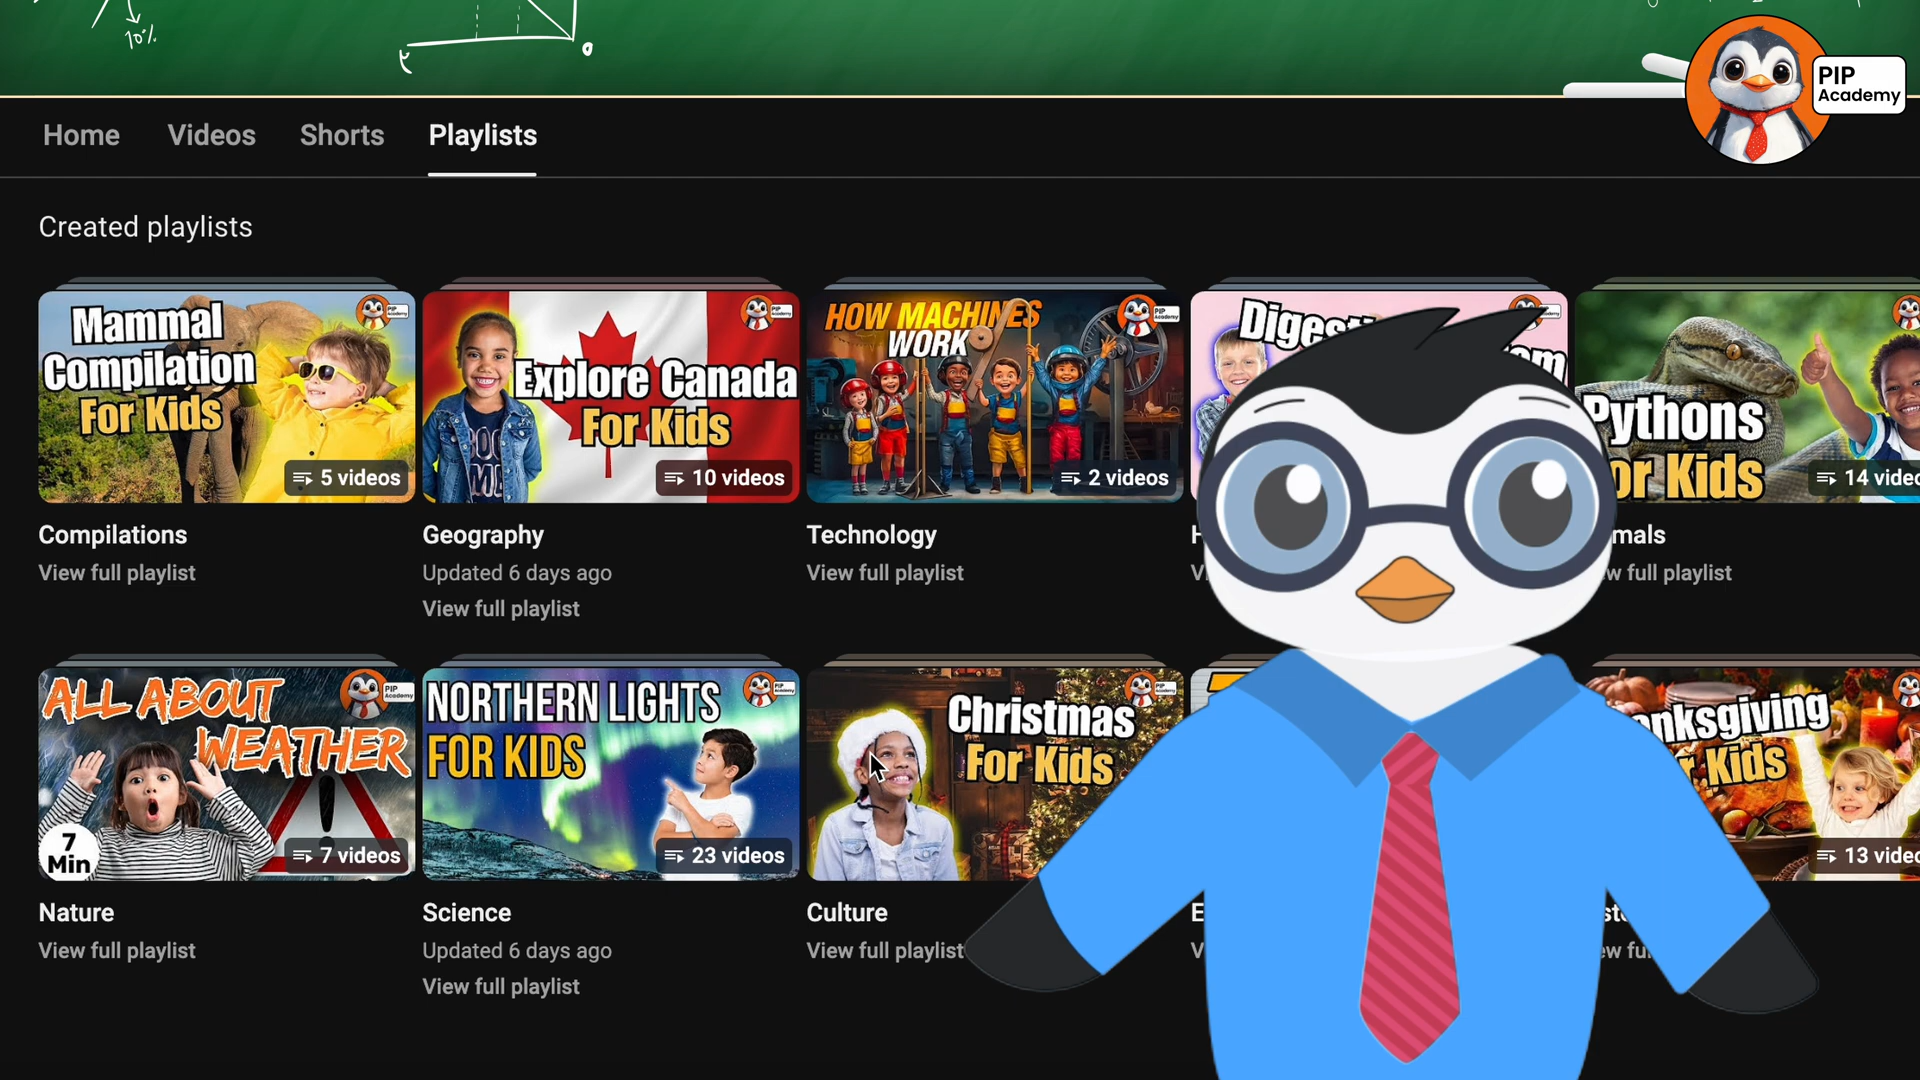 10%
PIP
Academy
Home Videos Shorts Playlists
Created playlists
Mammal
Compilation
For Kids
5 videos
Explore Canada
For Kids
10 videos
HOW MACHINES
WORK
2 videos
Pythons
For Kids
14
Compilations
View full playlist
Geography
Updated 6 days ago
View full playlist
Technology
View full playlist
full playlist
ALL ABOUT
WEATHER
7
Min
7 videos
NORTHERN LIGHTS
FOR KIDS
23 videos
Christmas
For Kids
Kids
13
Nature
View full playlist
Science
Updated 6 days ago
View full playlist
Culture
View full playlist